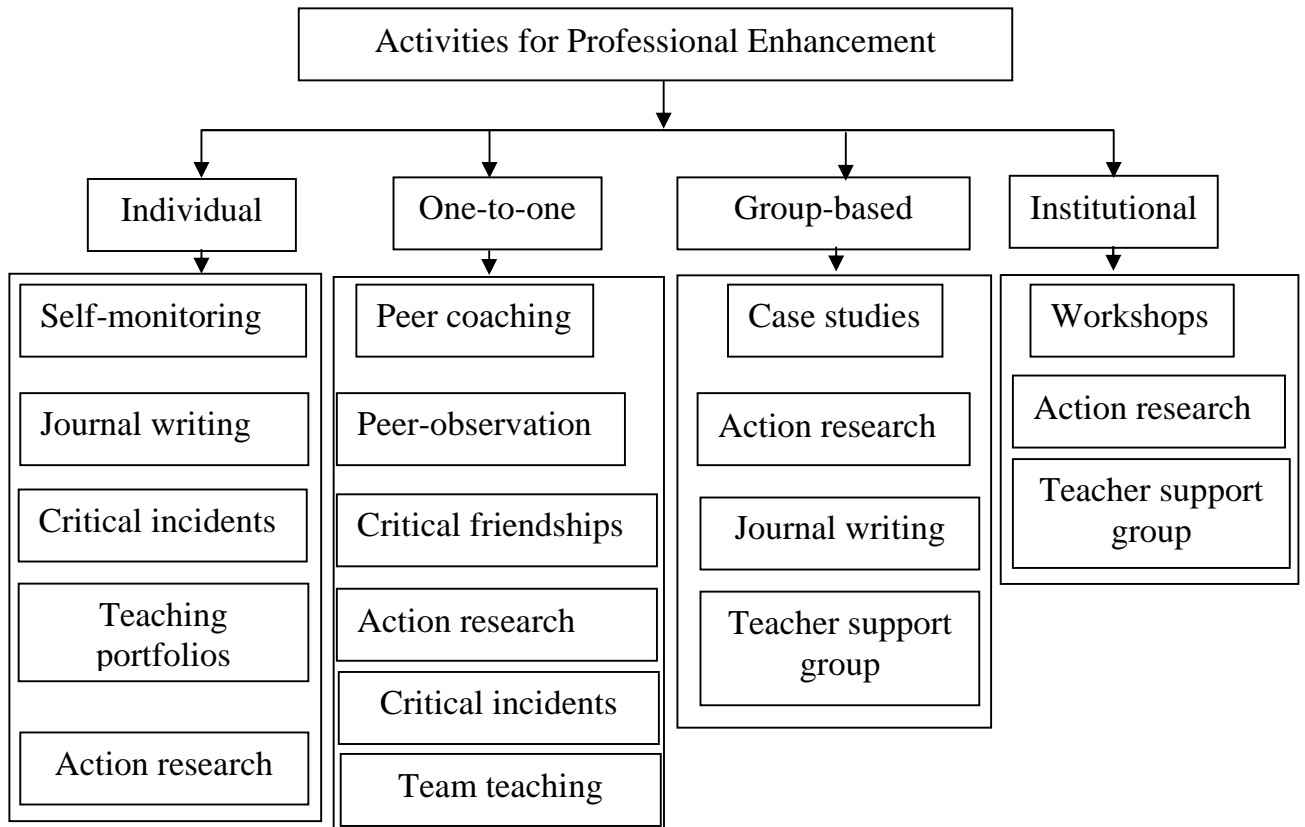 Activities for Professional Enhancement
Individual
One-to-one
Group-based
Institutional
Self-monitoring
Journal writing
Critical incidents
Teaching
portfolios
Action research
Peer coaching
Peer-observation
Critical friendships
Action research
Critical incidents
Team teaching
Case studies
Action research
Journal writing
Teacher support
group
Workshops
Action research
Teacher support
group